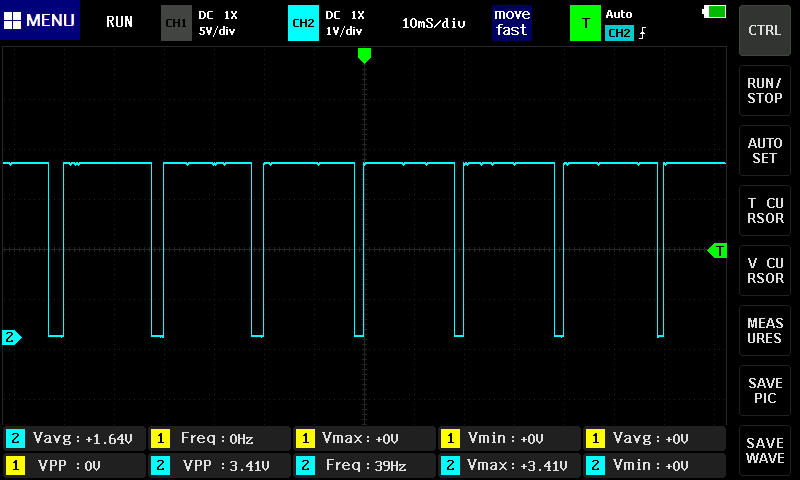 MENU RUN CH1 DC 1X 5V/div CH2 DC 1X 1V/div 10mS/div move fast T Auto CH2
CTRL
RUN/
STOP
AUTO
SET
T CU
RSOR
T
V CU
RSOR
2
MEAS
URES
SAVE
PIC
SAVE
WAVE
2 Vavg:+1.64V 1 Freq:0Hz 1 Vmax:+0V 1 Vmin:+0V 1 Vavg:+0V
1 VPP:0V 2 VPP:3.41V 2 Freq:39Hz 2 Vmax:+3.41V 2 Vmin:+0V